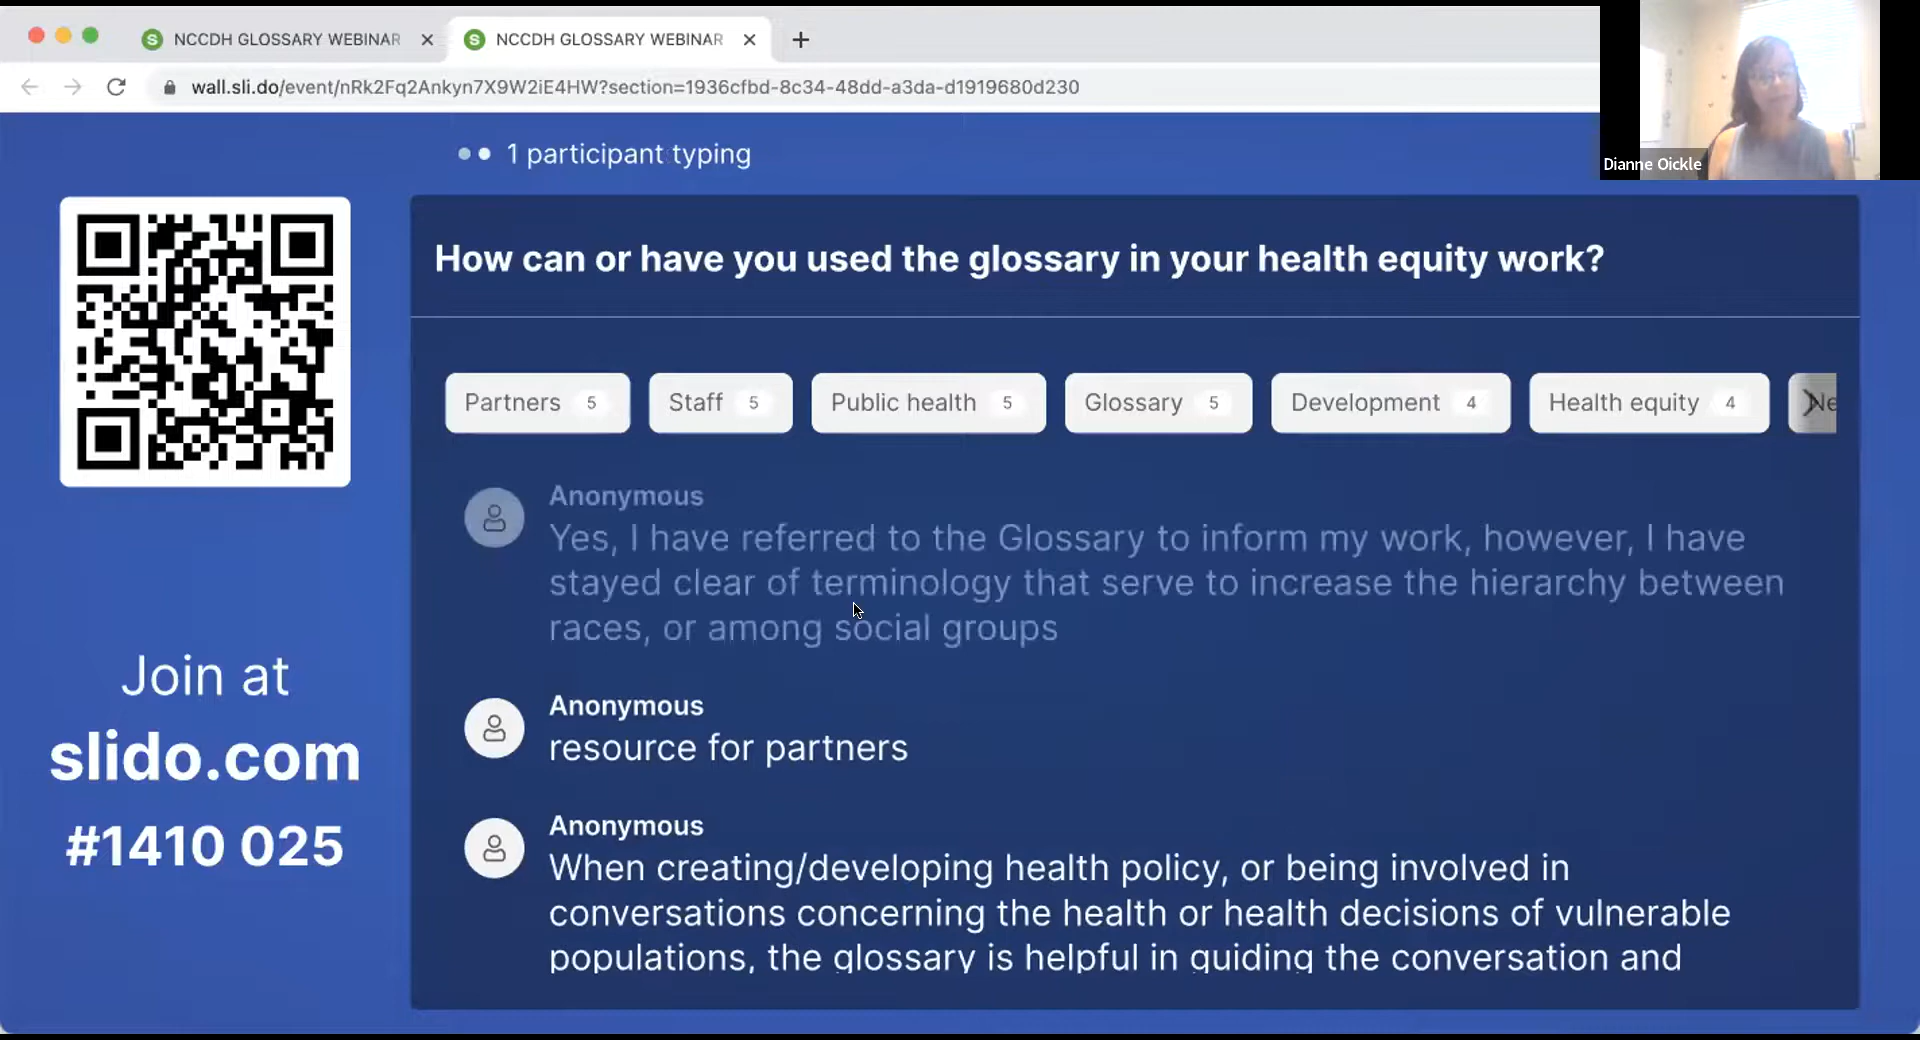 NCCDH GLOSSARY WEBINAR
NCCDH GLOSSARY WEBINAR
wall.sli.do/event/nRk2Fq2Ankyn7X9W2iE4HW?section=1936cfbd-8c34-48dd-a3da-d1919680d230
Dianne Oickle
1 participant typing
How can or have you used the glossary in your health equity work?
Partners 5 Staff 5 Public health 5 Glossary 5 Development 4 Health equity 4
Anonymous
Yes, I have referred to the Glossary to inform my work, however, I have
stayed clear of terminology that serve to increase the hierarchy between
races, or among social groups
Anonymous
resource for partners
Anonymous
When creating/developing health policy, or being involved in
conversations concerning the health or health decisions of vulnerable
populations, the glossary is helpful in guiding the conversation and
Join at
slido.com
#1410 025